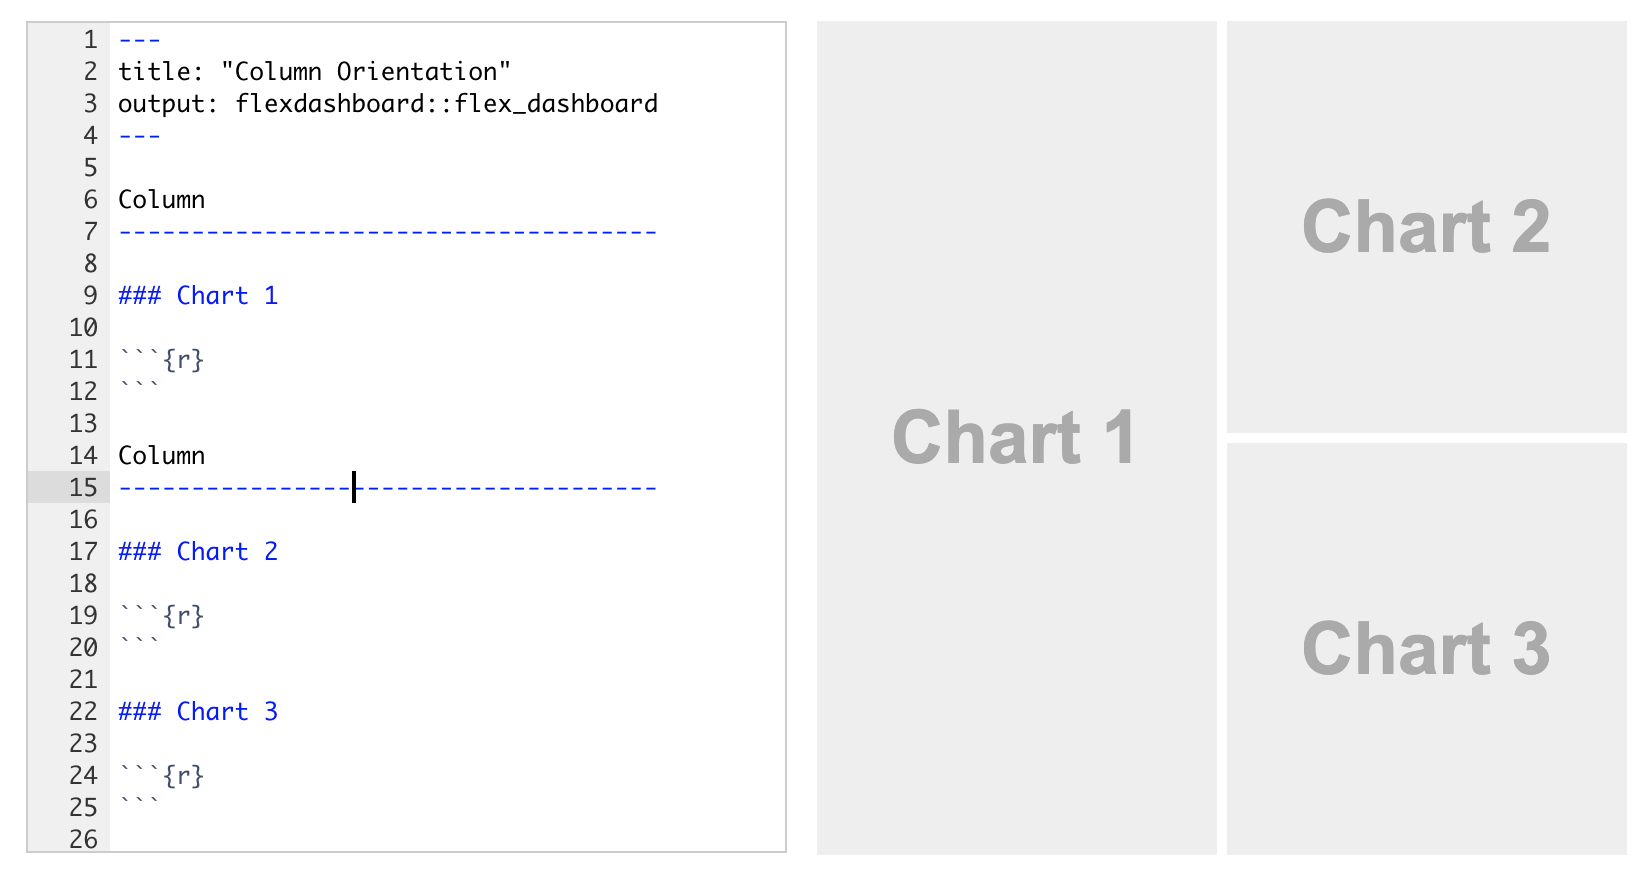 1 ---
2 title: "Column Orientation"
3 output: flexdashboard::flex_dashboard
4 ---
5
6 Column
7 -------------------------------------
8
9 ### Chart 1
10
11 ```{r}
12 ```
13
14 Column
15 -------------------------------------
16
17 ### Chart 2
18
19 ```{r}
20 ```
21
22 ### Chart 3
23
24 ```{r}
25 ```
26
Chart 1
Chart 2
Chart 3